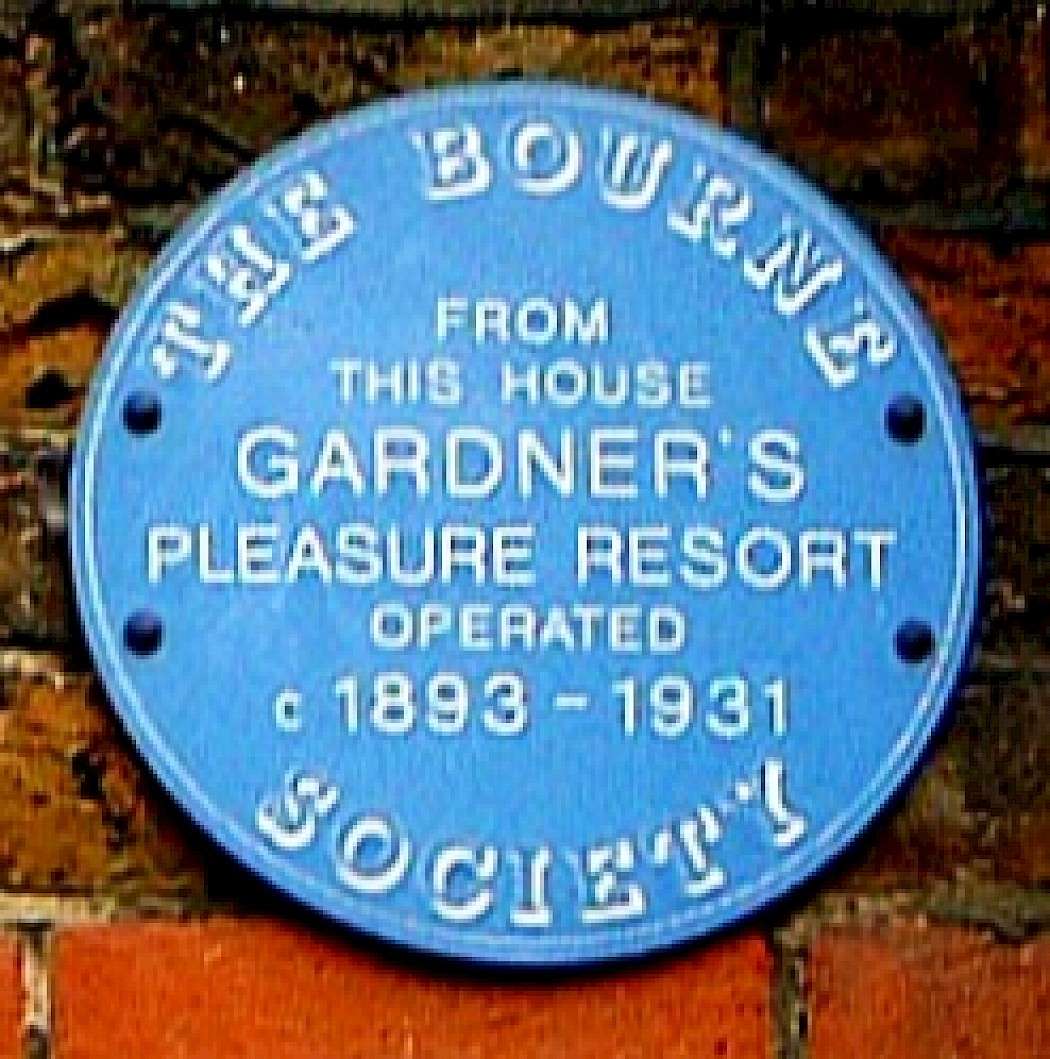 THE BOURNE
FROM
THIS HOUSE
GARDNER'S
PLEASURE RESORT
OPERATED
c 1893 - 1931
SOCIETY